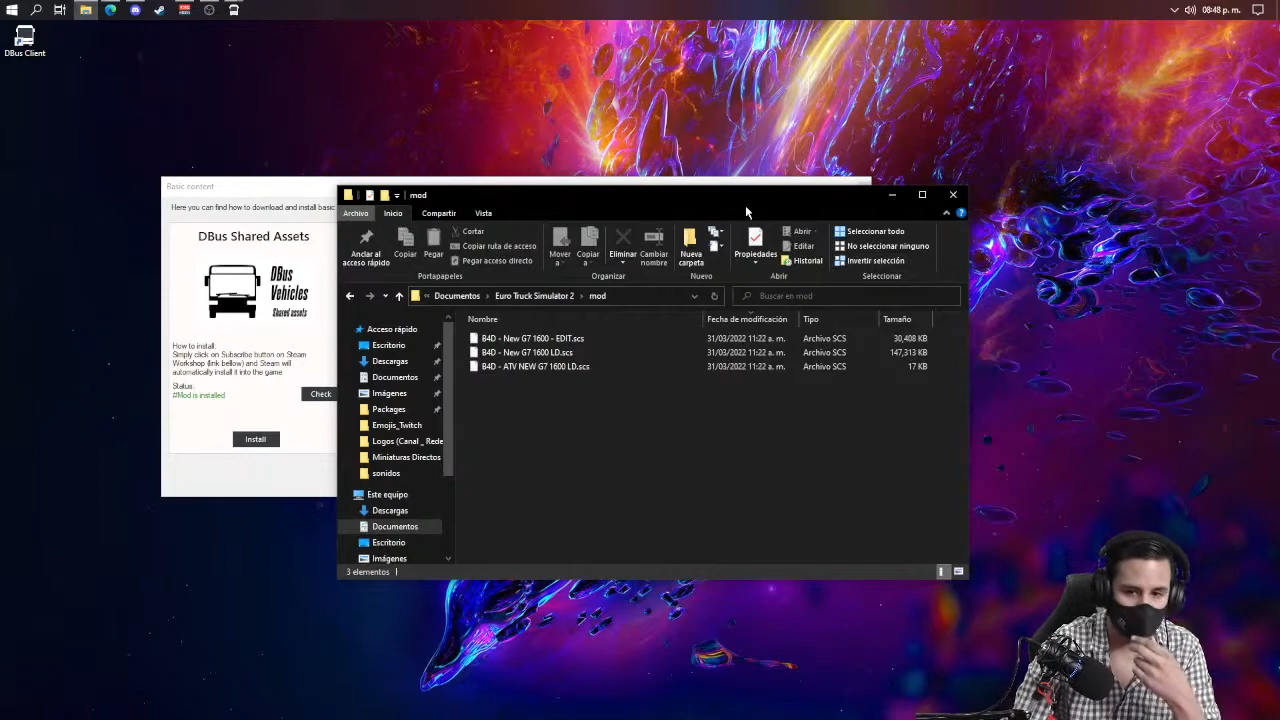 08:48 p. m.
DBus Client
Basic content
Here you can find how to download and install basic
DBus Shared Assets
DBus
Vehicles
Shared assets
How to install:
Simply click on Subscribe button on Steam
Workshop (link bellow) and Steam will
automatically install it into the game
Status:
#Mod is installed
Check
Install
mod
Archivo
Inicio
Compartir
Vista
Andar al
acceso rápido
Copiar
Pegar
Cortar
Copiar ruta de acceso
Pegar acceso directo
Portapapeles
Mover
a
Copiar
a
Eliminar
Cambiar
nombre
Organizar
Nueva
carpeta
Nuevo
Propiedades
Abrir
Editar
Historial
Abrir
Seleccionar todo
No seleccionar ninguno
Invertir selección
Seleccionar
Documentos
Euro Truck Simulator 2
mod
Buscar en mod
Nombre
Fecha de modificación
Tipo
Tamaño
B4D - New G7 1600 - EDIT.scs 31/03/2022 11:22 a. m. Archivo SCS 30,408 KB
B4D - New G7 1600 LD.scs 31/03/2022 11:22 a. m. Archivo SCS 147,313 KB
B4D - ATV NEW G7 1600 LD.scs 31/03/2022 11:22 a. m. Archivo SCS 17 KB
Acceso rápido
Escritorio
Descargas
Documentos
Imágenes
Packages
Emojis_Twitch
Logos (Canal _ Rede
Miniaturas Directos
sonidos
Este equipo
Descargas
Documentos
Escritorio
Imágenes
3 elementos